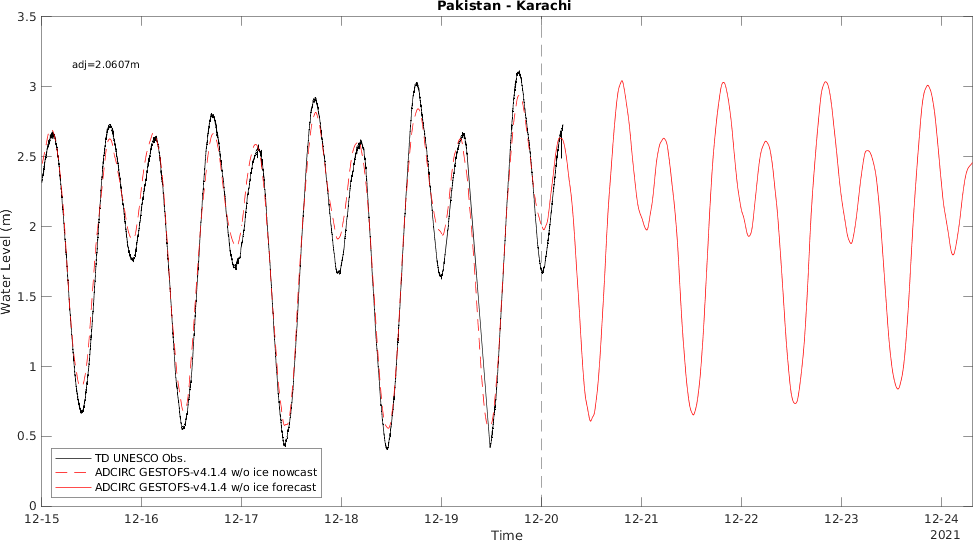 Pakistan - Karachi
adj=2.0607m
3.5
3
2.5
2
1.5
1
0.5
0
Water Level (m)
TD UNESCO Obs.
ADCIRC GESTOFS-v4.1.4 w/o ice nowcast
ADCIRC GESTOFS-v4.1.4 w/o ice forecast
12-15 12-16 12-17 12-18 12-19 12-20 12-21 12-22 12-23 12-24
2021
Time